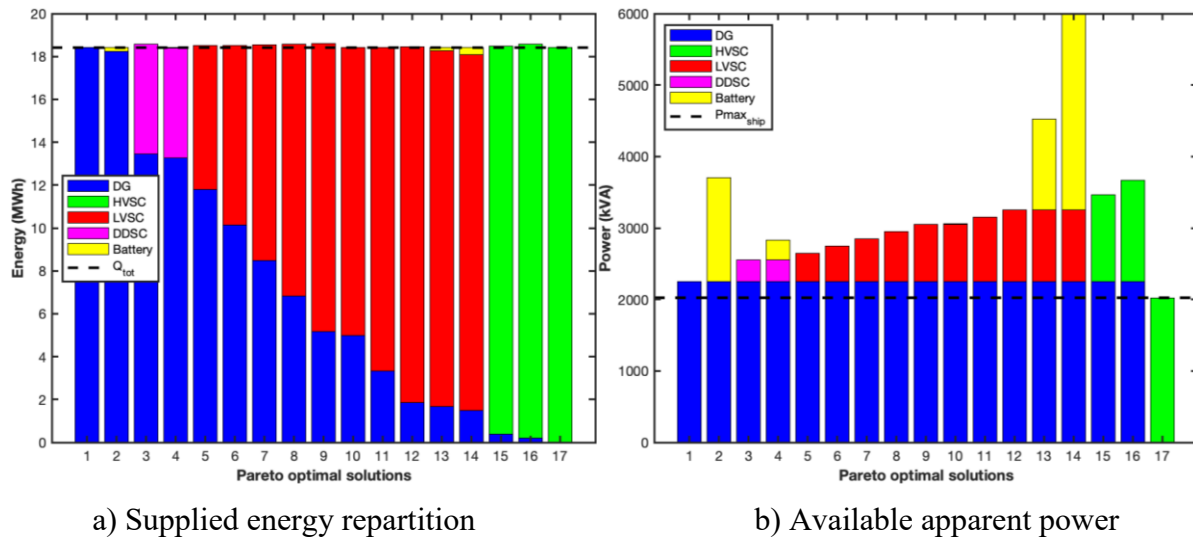 20
18
16
14
12
10
8
6
4
2
0
Energy (MWh)
DG
HVSC
LVSC
DDSC
Battery
Q_tot
1 2 3 4 5 6 7 8 9 10 11 12 13 14 15 16 17
Pareto optimal solutions
a) Supplied energy repartition
6000
5000
4000
3000
2000
1000
0
Power (kVA)
DG
HVSC
LVSC
DDSC
Battery
Pmax_ship
1 2 3 4 5 6 7 8 9 10 11 12 13 14 15 16 17
Pareto optimal solutions
b) Available apparent power